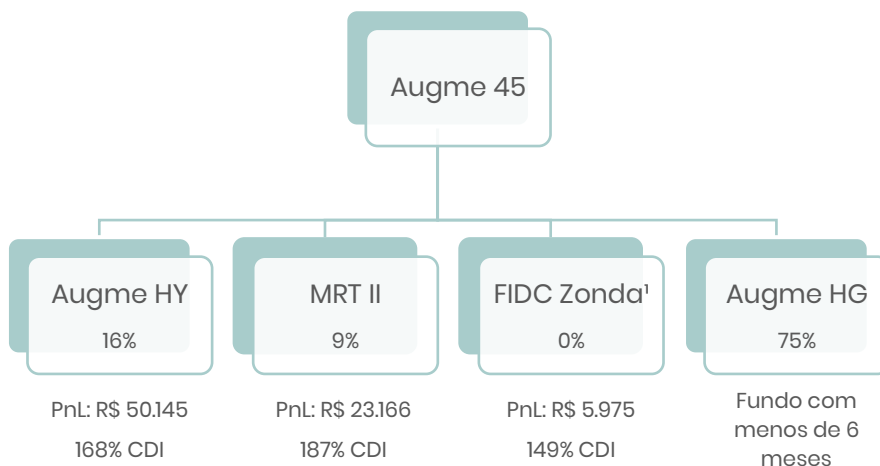 Augme 45
Augme HY
16%
PnL: R$ 50.145
168% CDI
MRT II
9%
PnL: R$ 23.166
187% CDI
FIDC Zonda¹
0%
PnL: R$ 5.975
149% CDI
Augme HG
75%
Fundo com
menos de 6
meses